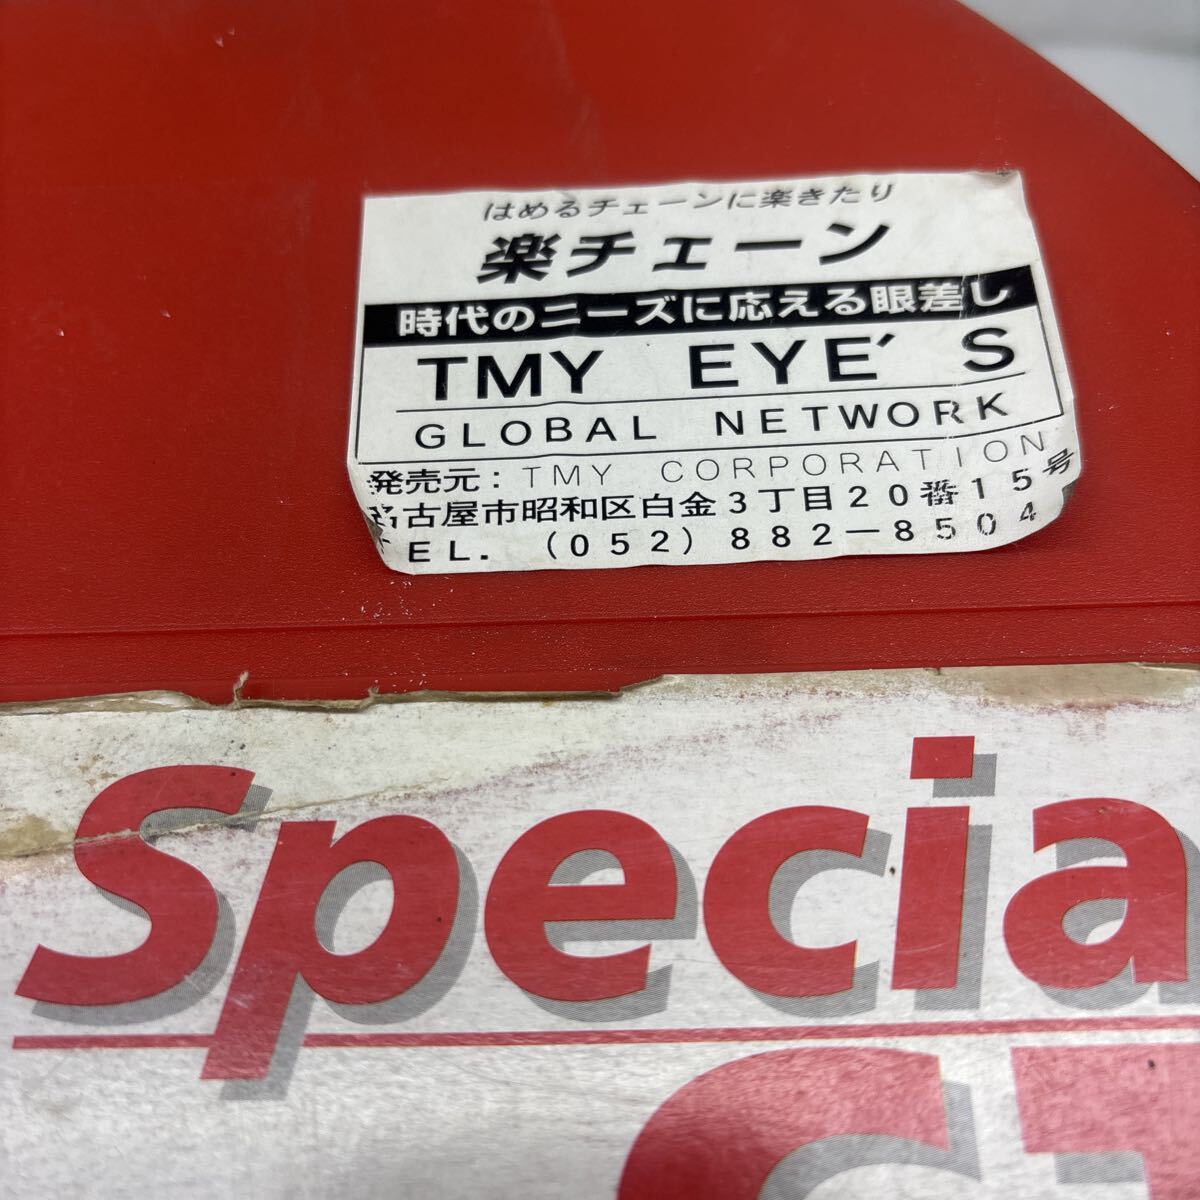 はめるチェーンに楽きたり
楽チェーン
時代のニーズに応える眼差し
TMY EYE'S
GLOBAL NETWORK
発売元:TMY CORPORATION
名古屋市昭和区白金3丁目20番15号
TEL. (052)882-8504
Specia